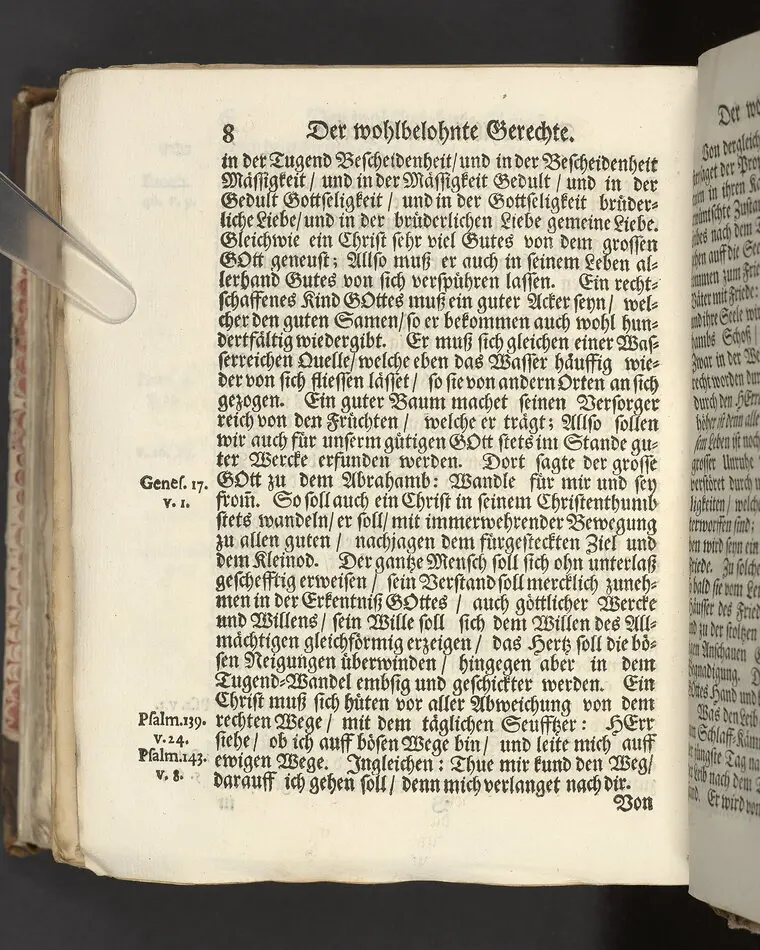 8 Der wohlbelohnte Gerechte.
in der Tugend Bescheidenheit/ und in der Bescheidenheit
Mässigkeit / und in der Mässigkeit Gedult / und in der
Gedult Gottseligkeit / und in der Gottseligkeit brüder-
liche Liebe/ und in der brüderlichen Liebe gemeine Liebe.
Gleichwie ein Christ sehr viel Gutes von dem grossen
GOtt geneust; Allso muß er auch in seinem Leben al-
lerhand Gutes von sich verspühren lassen. Ein recht-
schaffenes Kind GOttes muß ein guter Acker seyn/ wel-
cher den guten Samen/ so er bekommen auch wohl hun-
dertfältig wiedergibt. Er muß sich gleichen einer Was-
serreichen Quelle/ welche eben das Wasser häuffig wie-
der von sich fliessen lässet/ so sie von andern Orten an sich
gezogen. Ein guter Baum machet seinen Versorger
reich von den Früchten / welche er trägt; Allso sollen
wir auch für unserm gütigen GOtt stets im Stande gu-
ter Wercke erfunden werden. Dort sagte der grosse
Genes. 17. GOtt zu dem Abrahamb: Wandle für mir und sey
v. 1. from̃. So soll auch ein Christ in seinem Christenthumb
stets wandeln/ er soll/ mit immerwehrender Bewegung
zu allen guten / nachjagen dem fürgesteckten Ziel und
dem Kleinod. Der gantze Mensch soll sich ohn unterlaß
geschefftig erweisen / sein Verstand soll mercklich zuneh-
men in der Erkentniß GOttes / auch göttlicher Wercke
und Willens/ sein Wille soll sich dem Willen des All-
mächtigen gleichförmig erzeigen / das Hertz soll die bö-
sen Neigungen überwinden / hingegen aber in dem
Tugend-Wandel embsig und geschickter werden. Ein
Christ muß sich hüten vor aller Abweichung von dem
Psalm. 139. rechten Wege / mit dem täglichen Seufftzer: HErr
v. 24. siehe/ ob ich auff bösen Wege bin/ und leite mich auff
Psalm. 143. ewigen Wege. Ingleichen: Thue mir kund den Weg/
v. 8. darauff ich gehen soll/ denn mich verlanget nach dir.
Von
Der
Von dergleich